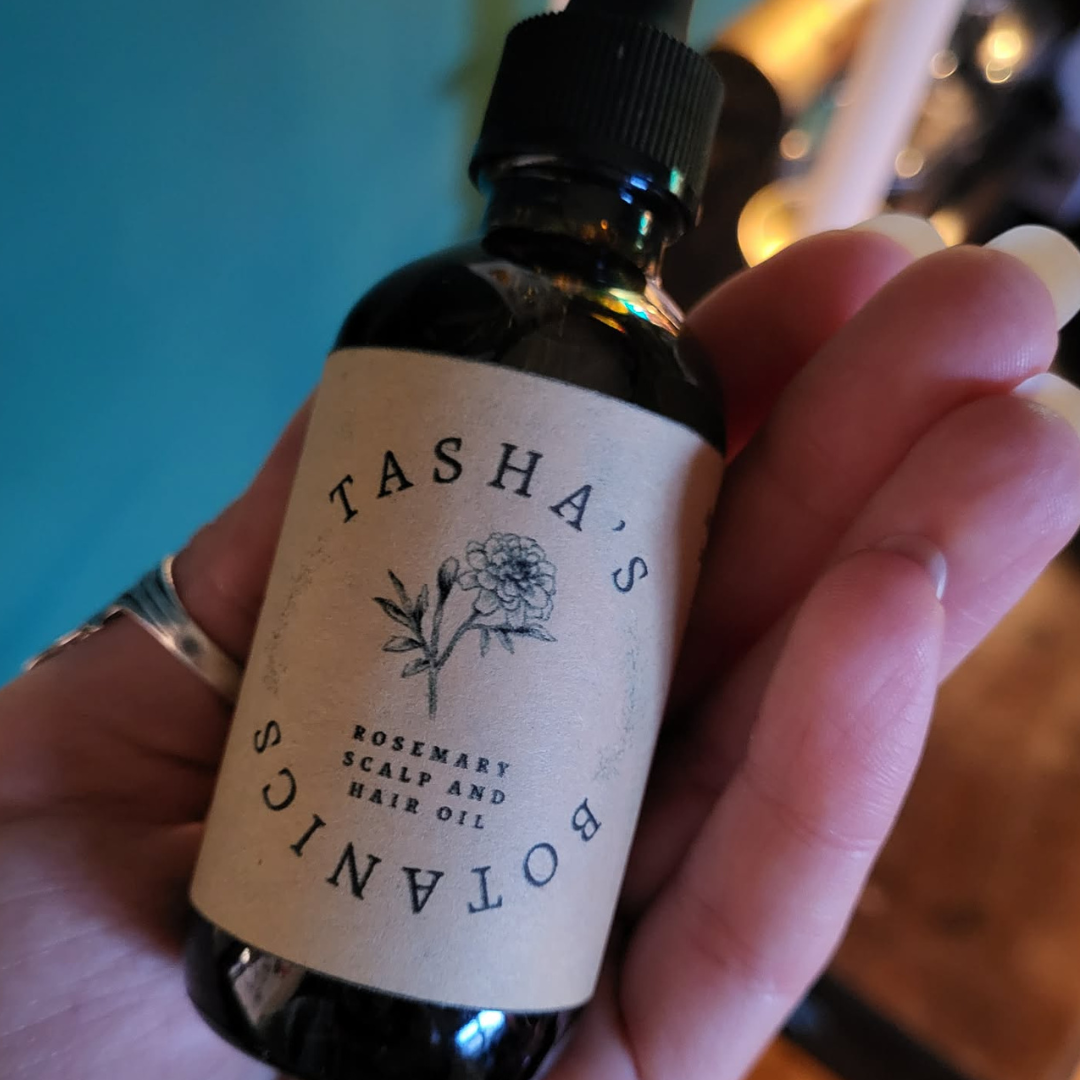 TASHA'S
ROSEMARY
SCALP AND
HAIR OIL
BOTANICS